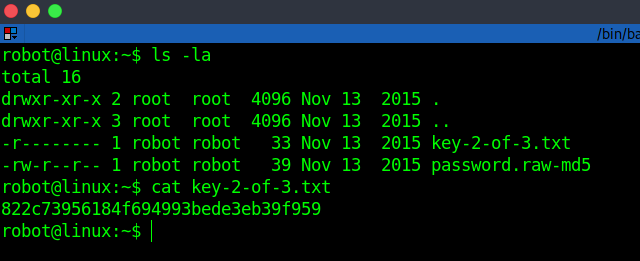 /bin/ba
robot@linux:~$ ls -la
total 16
drwxr-xr-x 2 root  root  4096 Nov 13  2015 .
drwxr-xr-x 3 root  root  4096 Nov 13  2015 ..
-r-------- 1 robot robot   33 Nov 13  2015 key-2-of-3.txt
-rw-r--r-- 1 robot robot   39 Nov 13  2015 password.raw-md5
robot@linux:~$ cat key-2-of-3.txt
822c73956184f694993bede3eb39f959
robot@linux:~$